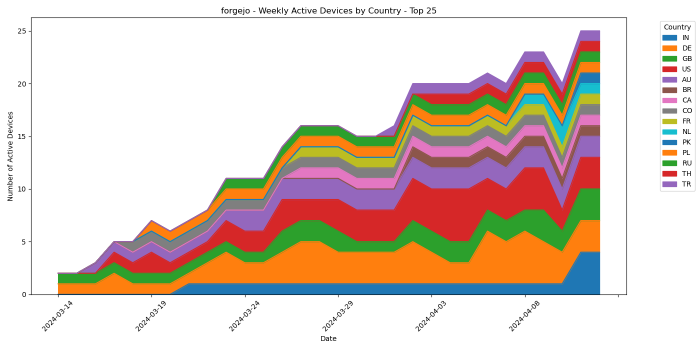 forgejo - Weekly Active Devices by Country - Top 25
Number of Active Devices
25
20
15
10
5
0
2024-03-14
2024-03-19
2024-03-24
2024-03-29
2024-04-03
2024-04-08
Date
Country
IN
DE
GB
US
AU
BR
CA
CO
FR
NL
PK
PL
RU
TH
TR